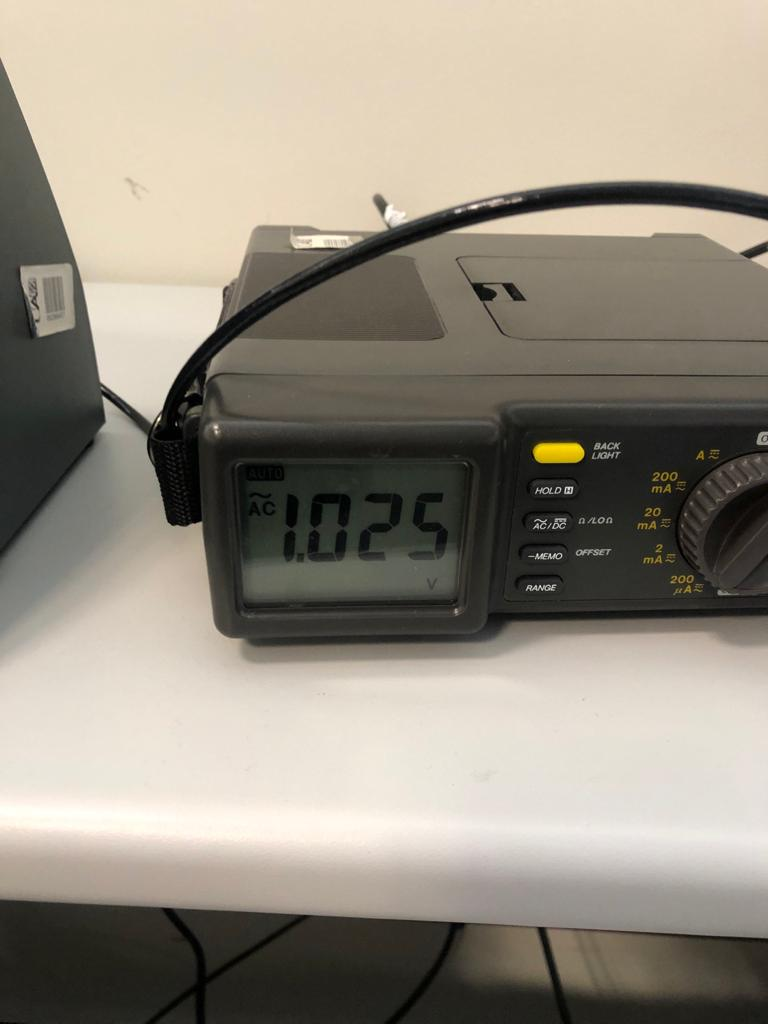 AUTO
AC
1.025
V
BACK
LIGHT
HOLD H
AC/DC Ω/LOΩ
–MEMO OFFSET
RANGE
A
200
mA
20
mA
2
mA
200
μA